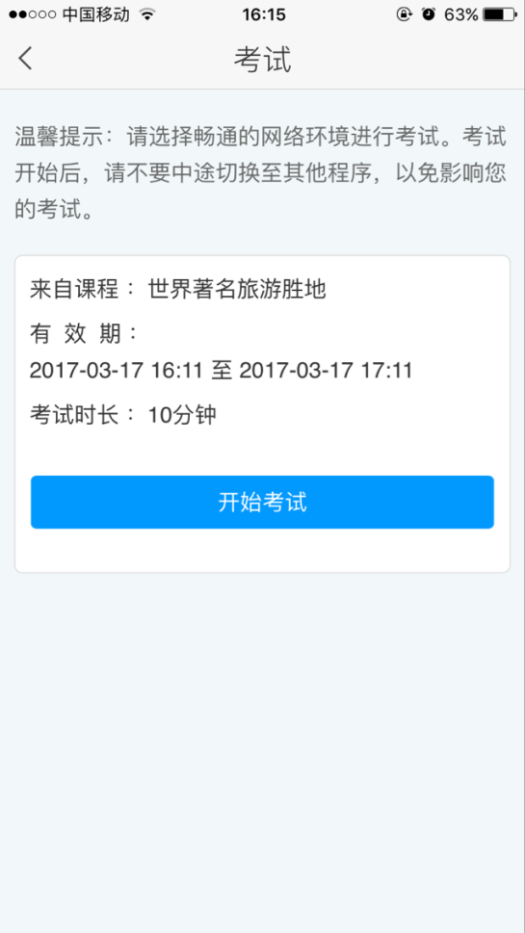 中国移动 16:15 63%
考试
温馨提示：请选择畅通的网络环境进行考试。考试
开始后，请不要中途切换至其他程序，以免影响您
的考试。
来自课程： 世界著名旅游胜地
有 效 期：
2017-03-17 16:11 至 2017-03-17 17:11
考试时长： 10分钟
开始考试